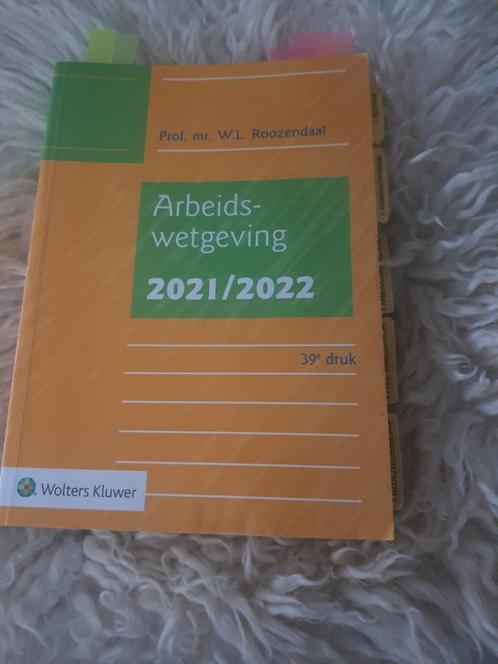 Prof. mr. W.L. Roozendaal
Arbeids-
wetgeving
2021/2022
39e druk
Wolters Kluwer